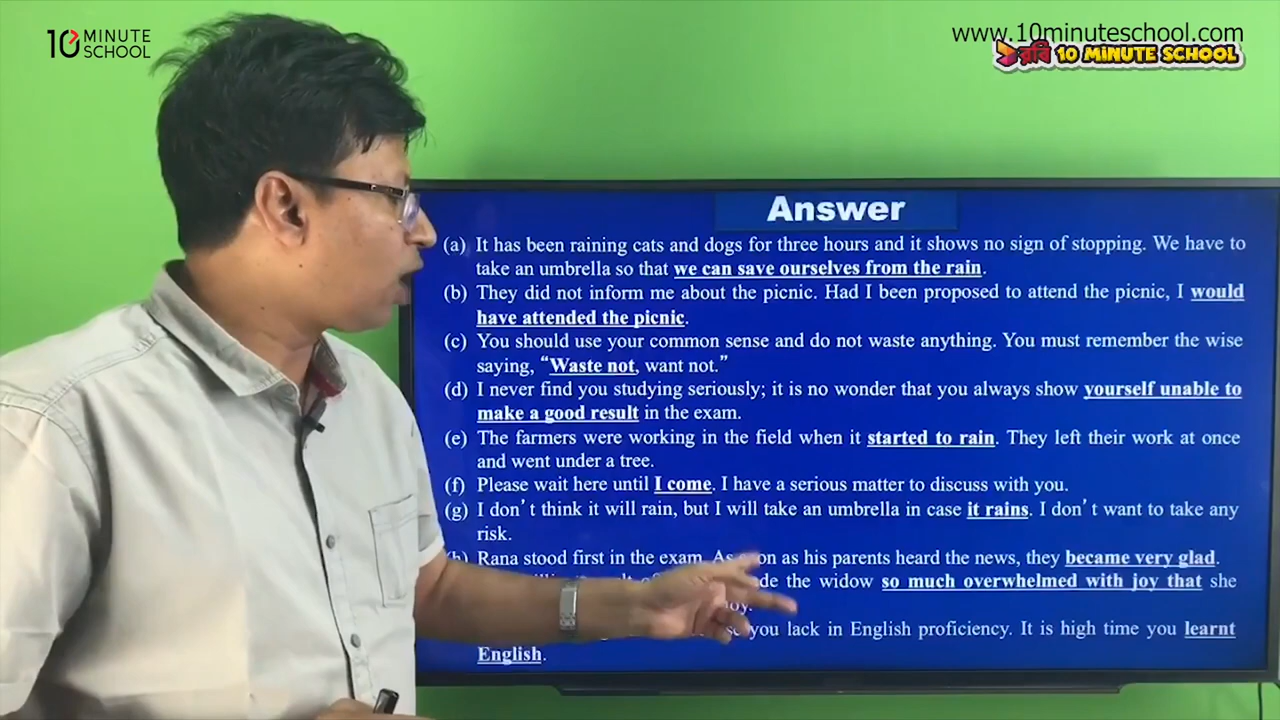 10 MINUTE SCHOOL
www.10minuteschool.com
রবি 10 MINUTE SCHOOL
Answer
(a) It has been raining cats and dogs for three hours and it shows no sign of stopping. We have to
take an umbrella so that we can save ourselves from the rain.
(b) They did not inform me about the picnic. Had I been proposed to attend the picnic, I would
have attended the picnic.
(c) You should use your common sense and do not waste anything. You must remember the wise
saying, “Waste not, want not.”
(d) I never find you studying seriously; it is no wonder that you always show yourself unable to
make a good result in the exam.
(e) The farmers were working in the field when it started to rain. They left their work at once
and went under a tree.
(f) Please wait here until I come. I have a serious matter to discuss with you.
(g) I don’t think it will rain, but I will take an umbrella in case it rains. I don’t want to take any
risk.
Rana stood first in the exam. As soon as his parents heard the news, they became very glad.
the widow so much overwhelmed with joy that she
joy.
you lack in English proficiency. It is high time you learnt
English.